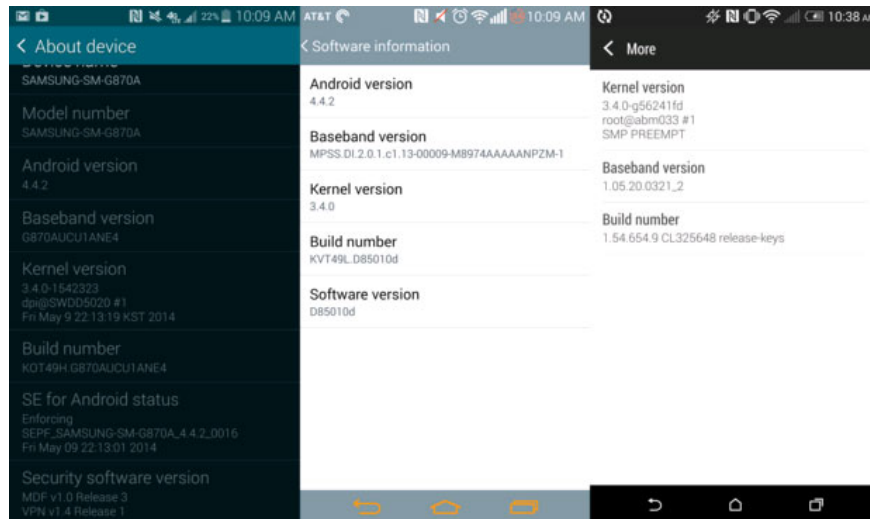 22% 10:09 AM
About device
Device name
SAMSUNG-SM-G870A
Model number
SAMSUNG-SM-G870A
Android version
4.4.2
Baseband version
G870AUCU1ANE4
Kernel version
3.4.0-1542323
dpi@SWDD5020 #1
Fri May 9 22:13:19 KST 2014
Build number
KOT49H.G870AUCU1ANE4
SE for Android status
Enforcing
SEPF_SAMSUNG-SM-G870A_4.4.2_0016
Fri May 09 22:13:01 2014
Security software version
MDF v1.0 Release 3
VPN v1.4 Release 1
AT&T 10:09 AM
Software information
Android version
4.4.2
Baseband version
MPSS.DI.2.0.1.c1.13-00009-M8974AAAAANPZM-1
Kernel version
3.4.0
Build number
KVT49L.D85010d
Software version
D85010d
10:38 A
More
Kernel version
3.4.0-g56241fd
root@abm033 #1
SMP PREEMPT
Baseband version
1.05.20.0321_2
Build number
1.54.654.9 CL325648 release-keys